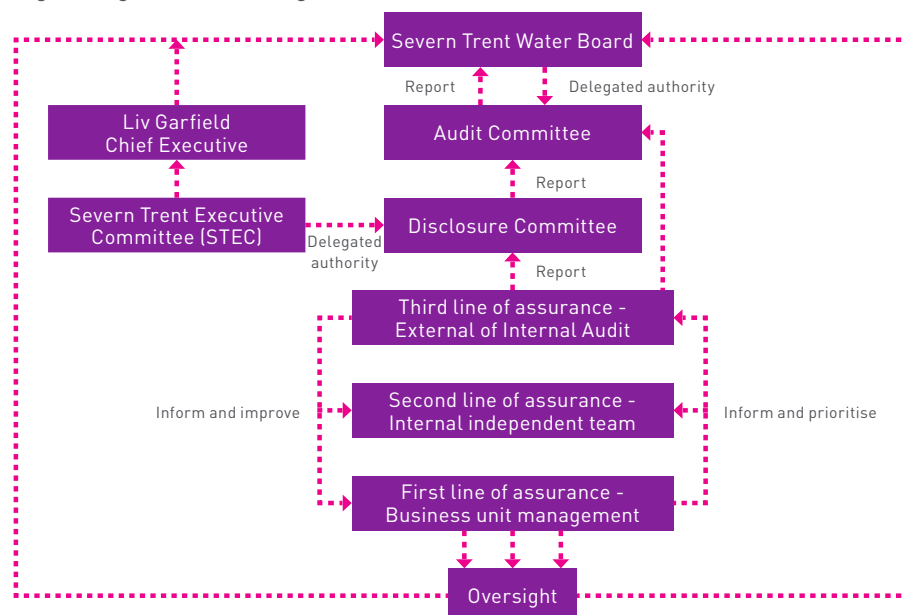 Severn Trent Water Board
Report
Delegated authority
Liv Garfield
Chief Executive
Audit Committee
Report
Severn Trent Executive
Committee (STEC)
Delegated
authority
Disclosure Committee
Report
Third line of assurance -
External of Internal Audit
Inform and improve
Second line of assurance -
Internal independent team
Inform and prioritise
First line of assurance -
Business unit management
Oversight